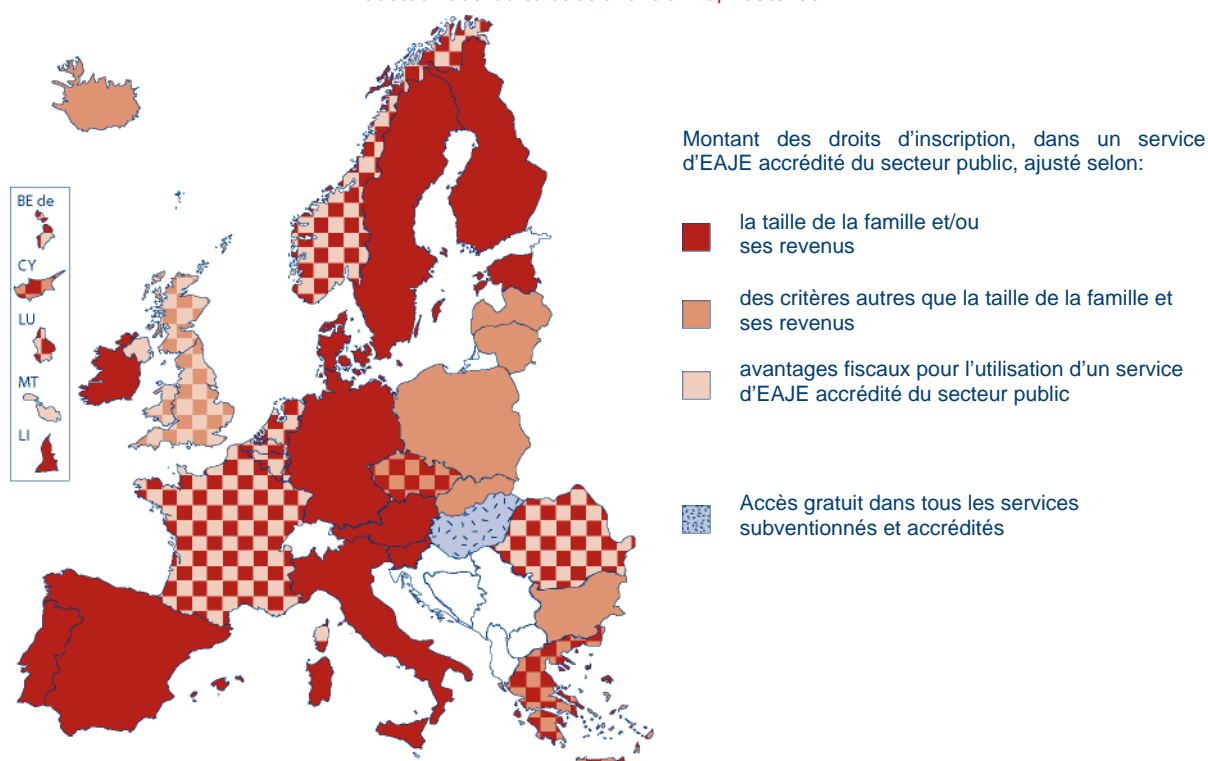 Montant des droits d'inscription, dans un service
d'EAJE accrédité du secteur public, ajusté selon:
BE de
CY
LU
MT
LI
la taille de la famille et/ou
ses revenus
des critères autres que la taille de la famille et
ses revenus
avantages fiscaux pour l'utilisation d'un service
d'EAJE accrédité du secteur public
Accès gratuit dans tous les services
subventionnés et accrédités